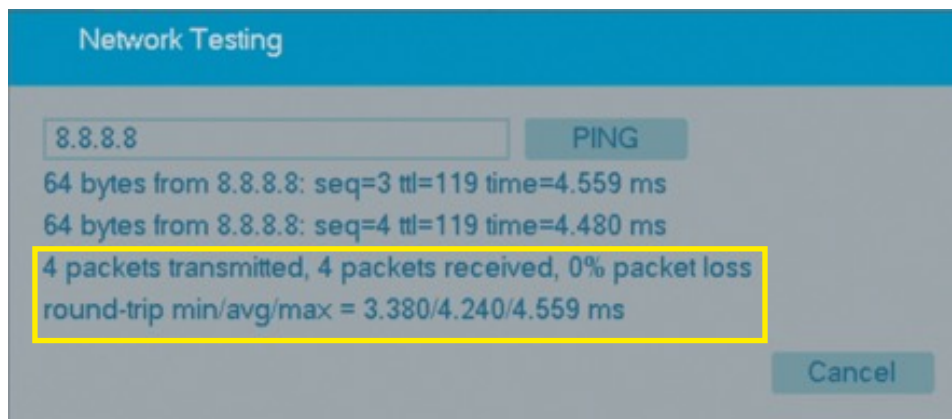 Network Testing
8.8.8.8 PING
64 bytes from 8.8.8.8: seq=3 ttl=119 time=4.559 ms
64 bytes from 8.8.8.8: seq=4 ttl=119 time=4.480 ms
4 packets transmitted, 4 packets received, 0% packet loss
round-trip min/avg/max = 3.380/4.240/4.559 ms
Cancel